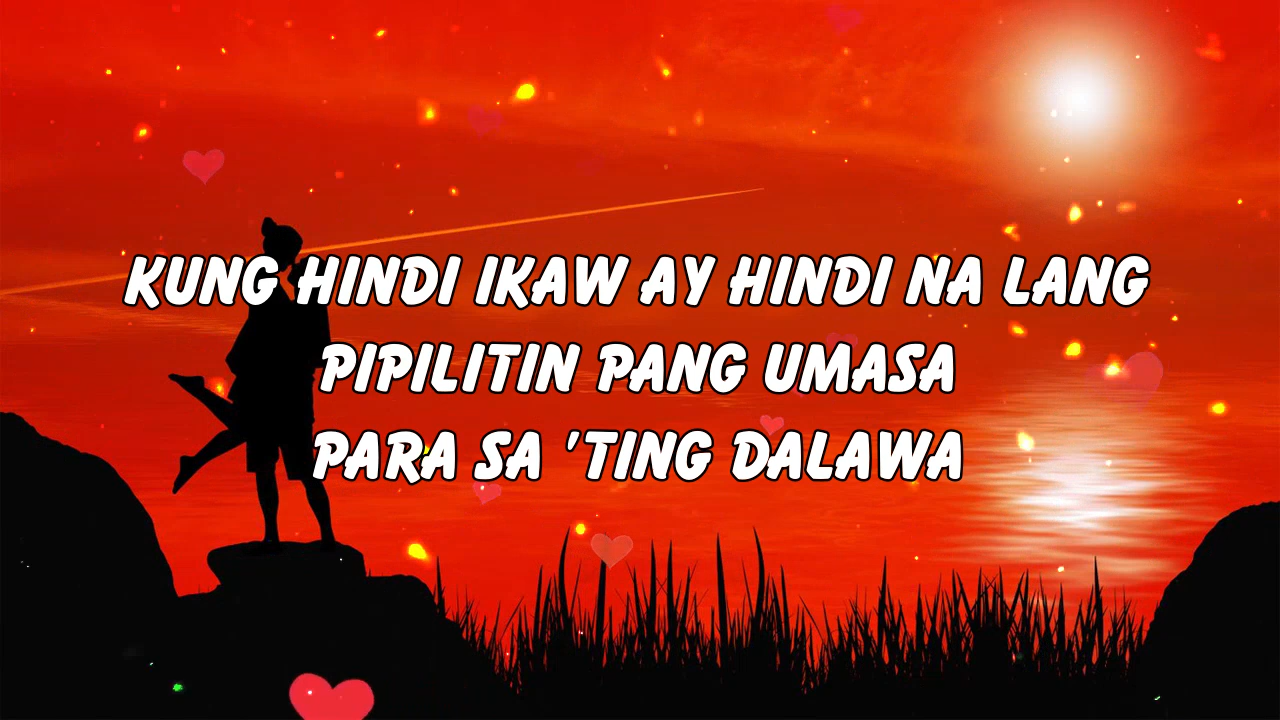 KUNG HINDI IKAW AY HINDI NA LANG
PIPILITIN PANG UMASA
PARA SA 'TING DALAWA